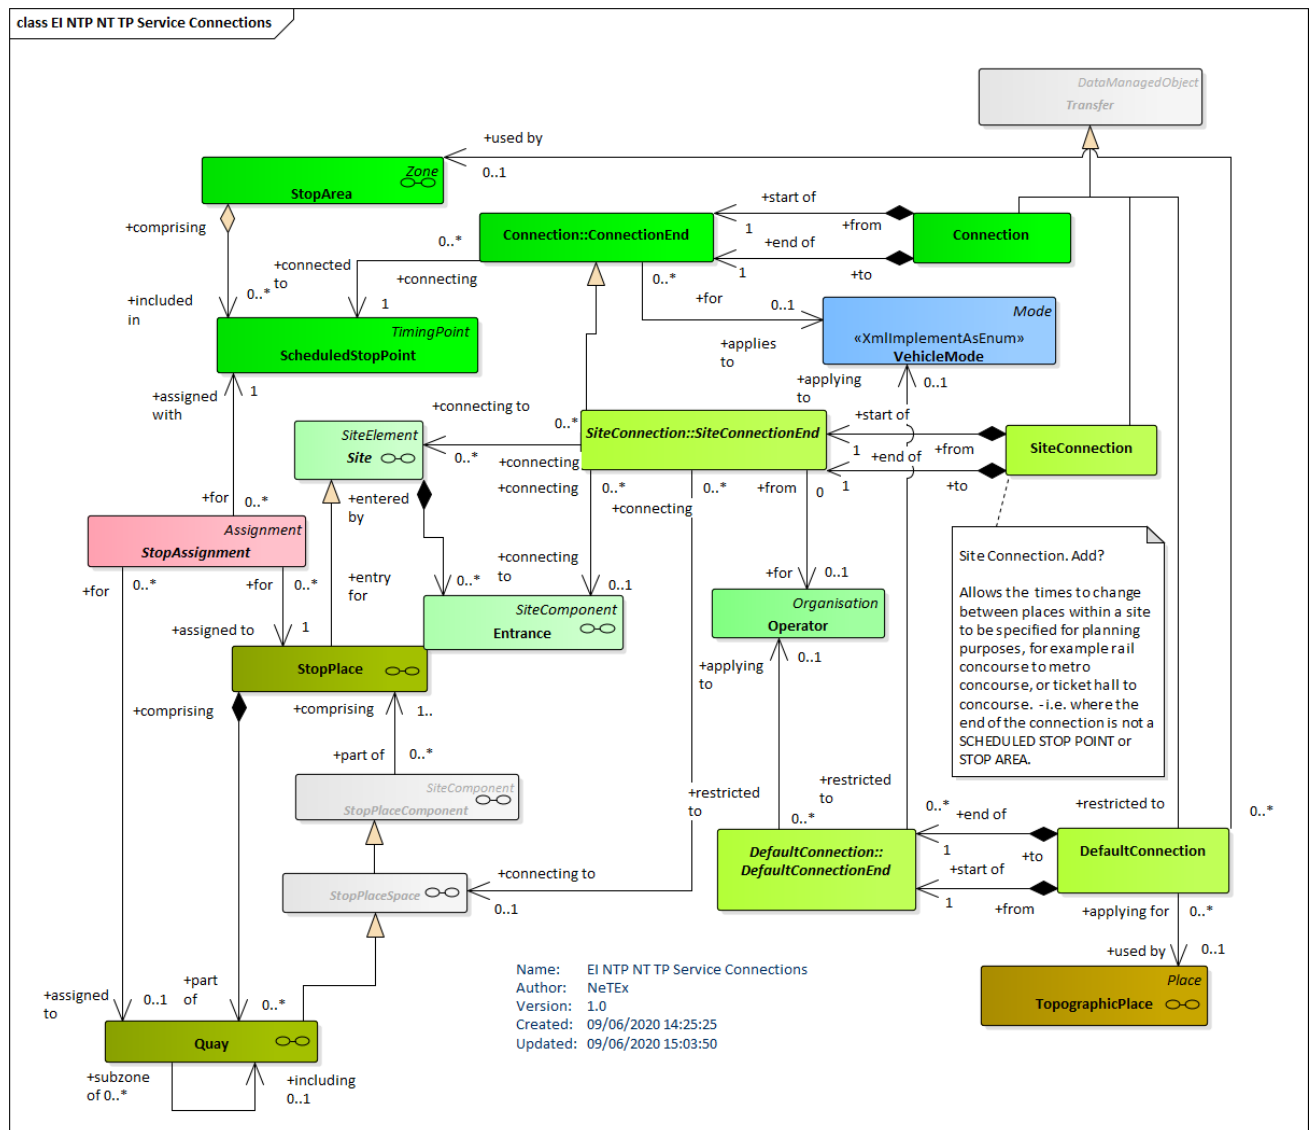 class EI NTP NT TP Service Connections
DataManagedObject
Transfer
+used by
0..1
Zone
StopArea
+comprising
+start of
+from
1
0..*
Connection::ConnectionEnd
Connection
+end of
+connected
to
+connecting
1
+to
0..*
+for
0..1
+included
in
0..*
1
Mode
«XmlImplementAsEnum»
VehicleMode
TimingPoint
ScheduledStopPoint
+applies
to
+assigned
with
1
+applying
to
0..1
+connecting to
0..*
+start of
SiteElement
Site
SiteConnection::SiteConnectionEnd
SiteConnection
0..*
+connecting
1
+end of
+from
+connecting
0..*
0..*
+from
0
1
+to
+for
0..*
+entered
by
+connecting
Assignment
StopAssignment
Site Connection. Add?
Allows the times to change
between places within a site
to be specified for planning
purposes, for example rail
concourse to metro
concourse, or ticket hall to
concourse. -i.e. where the
end of the connection is not a
SCHEDULED STOP POINT or
STOP AREA.
+for
0..*
+for
0..*
+entry
for
+connecting
to
0..*
0..1
+for
0..1
SiteComponent
Entrance
Organisation
Operator
+assigned to
1
StopPlace
+applying
to
0..1
+comprising
+comprising
1..
+part of
0..*
SiteComponent
StopPlaceComponent
+restricted
to
+restricted
to
0..*
0..*
+end of
+restricted to
0..*
DefaultConnection::
DefaultConnectionEnd
DefaultConnection
1
+to
+start of
StopPlaceSpace
+connecting to
0..1
1
+from
+applying for
0..*
+used by
0..1
Place
TopographicPlace
+assigned
to
0..1
+part
of
0..*
Quay
+subzone
of 0..*
+including
0..1
Name: EI NTP NT TP Service Connections
Author: NeTEx
Version: 1.0
Created: 09/06/2020 14:25:25
Updated: 09/06/2020 15:03:50